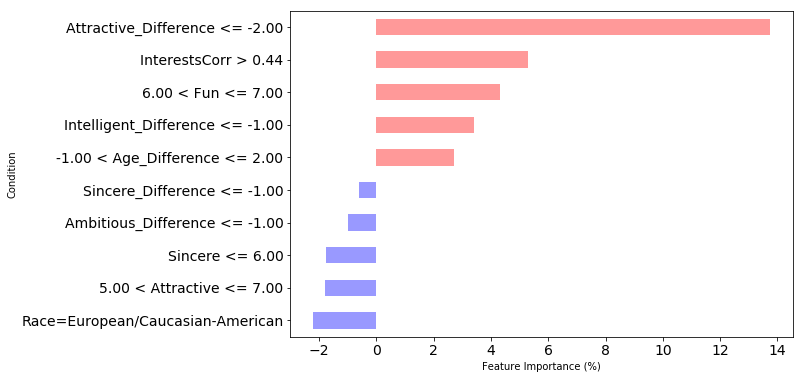 Attractive_Difference <= -2.00
InterestsCorr > 0.44
6.00 < Fun <= 7.00
Intelligent_Difference <= -1.00
-1.00 < Age_Difference <= 2.00
Sincere_Difference <= -1.00
Ambitious_Difference <= -1.00
Sincere <= 6.00
5.00 < Attractive <= 7.00
Race=European/Caucasian-American
Condition
−2 0 2 4 6 8 10 12 14
Feature Importance (%)